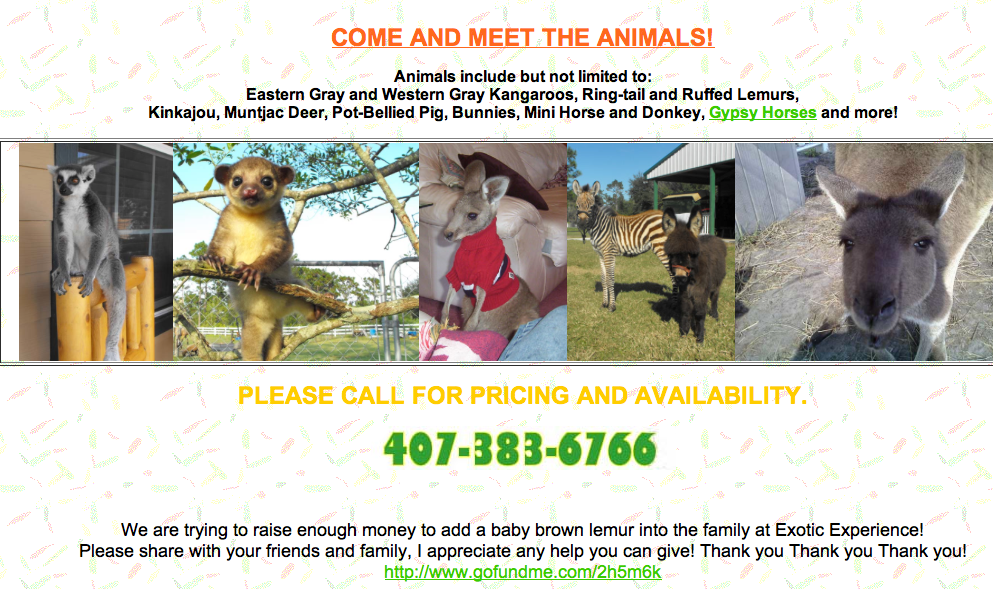 COME AND MEET THE ANIMALS!
Animals include but not limited to:
Eastern Gray and Western Gray Kangaroos, Ring-tail and Ruffed Lemurs,
Kinkajou, Muntjac Deer, Pot-Bellied Pig, Bunnies, Mini Horse and Donkey, Gypsy Horses and more!
PLEASE CALL FOR PRICING AND AVAILABILITY.
407-383-6766
We are trying to raise enough money to add a baby brown lemur into the family at Exotic Experience!
Please share with your friends and family, I appreciate any help you can give! Thank you Thank you Thank you!
http://www.gofundme.com/2h5m6k